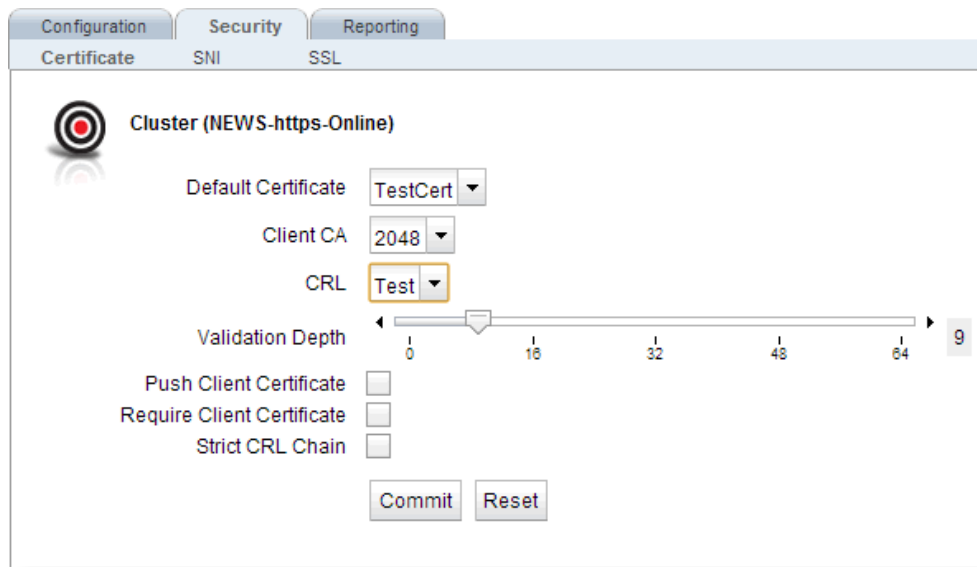 Configuration Security Reporting
Certificate SNI SSL
Cluster (NEWS-https-Online)
Default Certificate TestCert
Client CA 2048
CRL Test
Validation Depth 9
0 16 32 48 64
Push Client Certificate
Require Client Certificate
Strict CRL Chain
Commit Reset